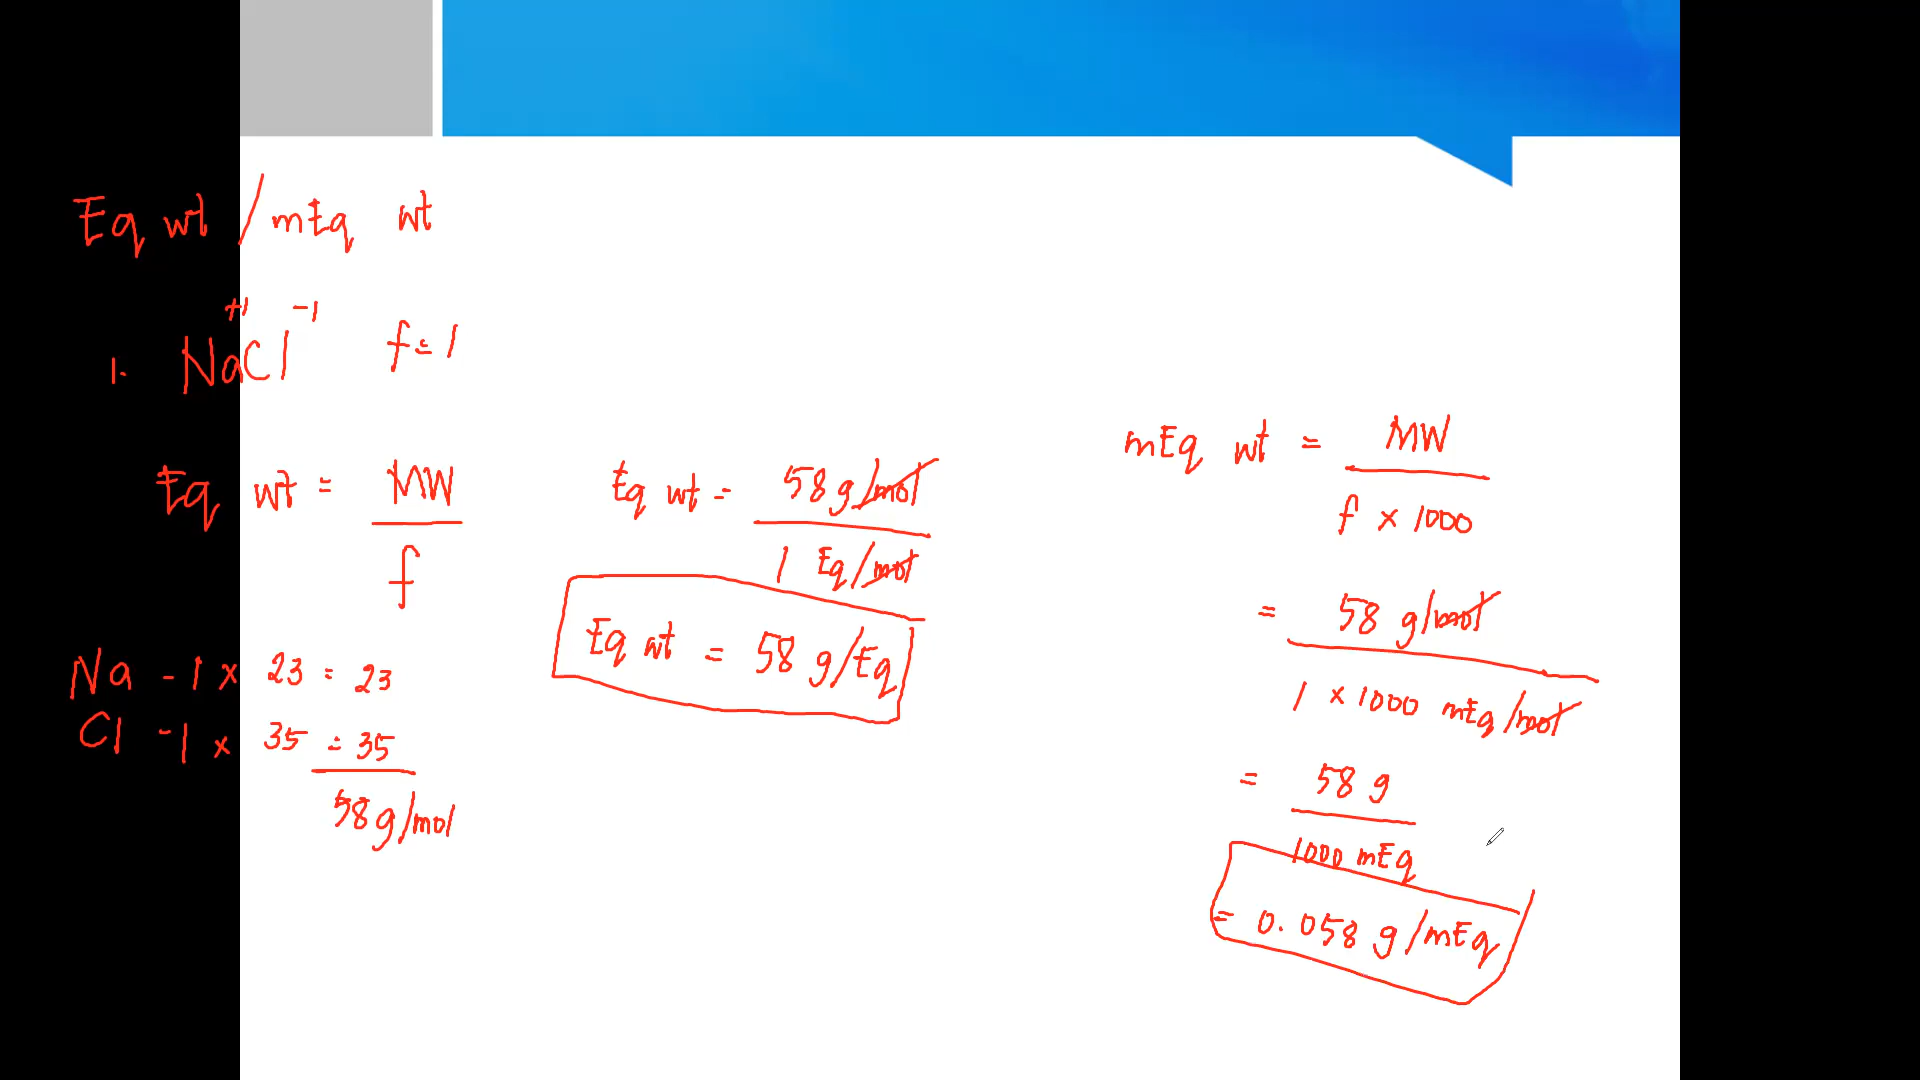 Eq wt / mEq wt
+1 -1
1. NaCl f = 1
Eq wt = MW
f
Na - 1 × 23 = 23
Cl - 1 × 35 = 35
58 g/mol
Eq wt = 58 g/mol
1 Eq/mol
Eq wt = 58 g/Eq
mEq wt = MW
f × 1000
= 58 g/mol
1 × 1000 mEq/mol
= 58 g
1000 mEq
= 0.058 g/mEq